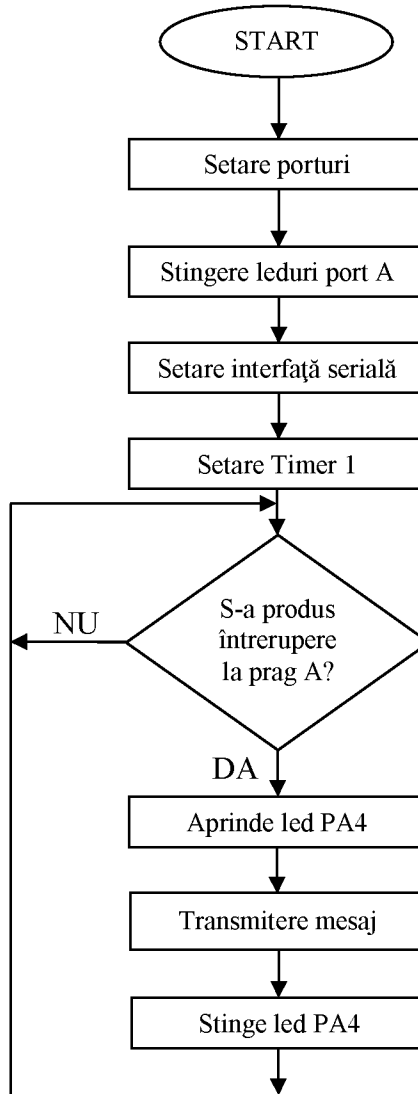 START
Setare porturi
Stingere leduri port A
Setare interfaţă serială
Setare Timer 1
S-a produs
întrerupere
la prag A?
NU
DA
Aprinde led PA4
Transmitere mesaj
Stinge led PA4